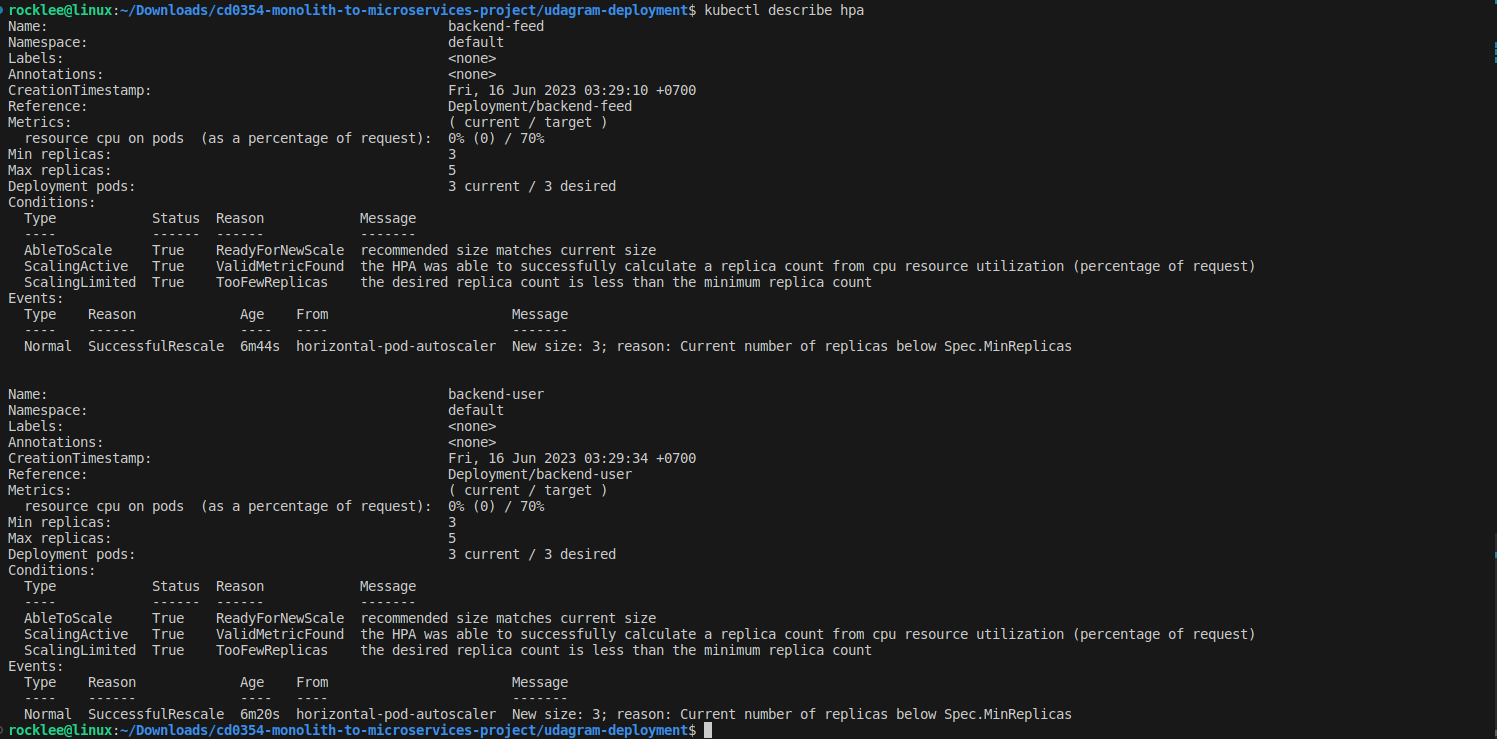 rocklee@linux:~/Downloads/cd0354-monolith-to-microservices-project/udagram-deployment$ kubectl describe hpa
Name:                                                  backend-feed
Namespace:                                             default
Labels:                                                <none>
Annotations:                                           <none>
CreationTimestamp:                                     Fri, 16 Jun 2023 03:29:10 +0700
Reference:                                             Deployment/backend-feed
Metrics:                                               ( current / target )
  resource cpu on pods  (as a percentage of request):  0% (0) / 70%
Min replicas:                                          3
Max replicas:                                          5
Deployment pods:                                       3 current / 3 desired
Conditions:
  Type            Status  Reason            Message
  ----            ------  ------            -------
  AbleToScale     True    ReadyForNewScale  recommended size matches current size
  ScalingActive   True    ValidMetricFound  the HPA was able to successfully calculate a replica count from cpu resource utilization (percentage of request)
  ScalingLimited  True    TooFewReplicas    the desired replica count is less than the minimum replica count
Events:
  Type    Reason             Age    From                       Message
  ----    ------             ----   ----                       -------
  Normal  SuccessfulRescale  6m44s  horizontal-pod-autoscaler  New size: 3; reason: Current number of replicas below Spec.MinReplicas
Name:                                                  backend-user
Namespace:                                             default
Labels:                                                <none>
Annotations:                                           <none>
CreationTimestamp:                                     Fri, 16 Jun 2023 03:29:34 +0700
Reference:                                             Deployment/backend-user
Metrics:                                               ( current / target )
  resource cpu on pods  (as a percentage of request):  0% (0) / 70%
Min replicas:                                          3
Max replicas:                                          5
Deployment pods:                                       3 current / 3 desired
Conditions:
  Type            Status  Reason            Message
  ----            ------  ------            -------
  AbleToScale     True    ReadyForNewScale  recommended size matches current size
  ScalingActive   True    ValidMetricFound  the HPA was able to successfully calculate a replica count from cpu resource utilization (percentage of request)
  ScalingLimited  True    TooFewReplicas    the desired replica count is less than the minimum replica count
Events:
  Type    Reason             Age    From                       Message
  ----    ------             ----   ----                       -------
  Normal  SuccessfulRescale  6m20s  horizontal-pod-autoscaler  New size: 3; reason: Current number of replicas below Spec.MinReplicas
rocklee@linux:~/Downloads/cd0354-monolith-to-microservices-project/udagram-deployment$